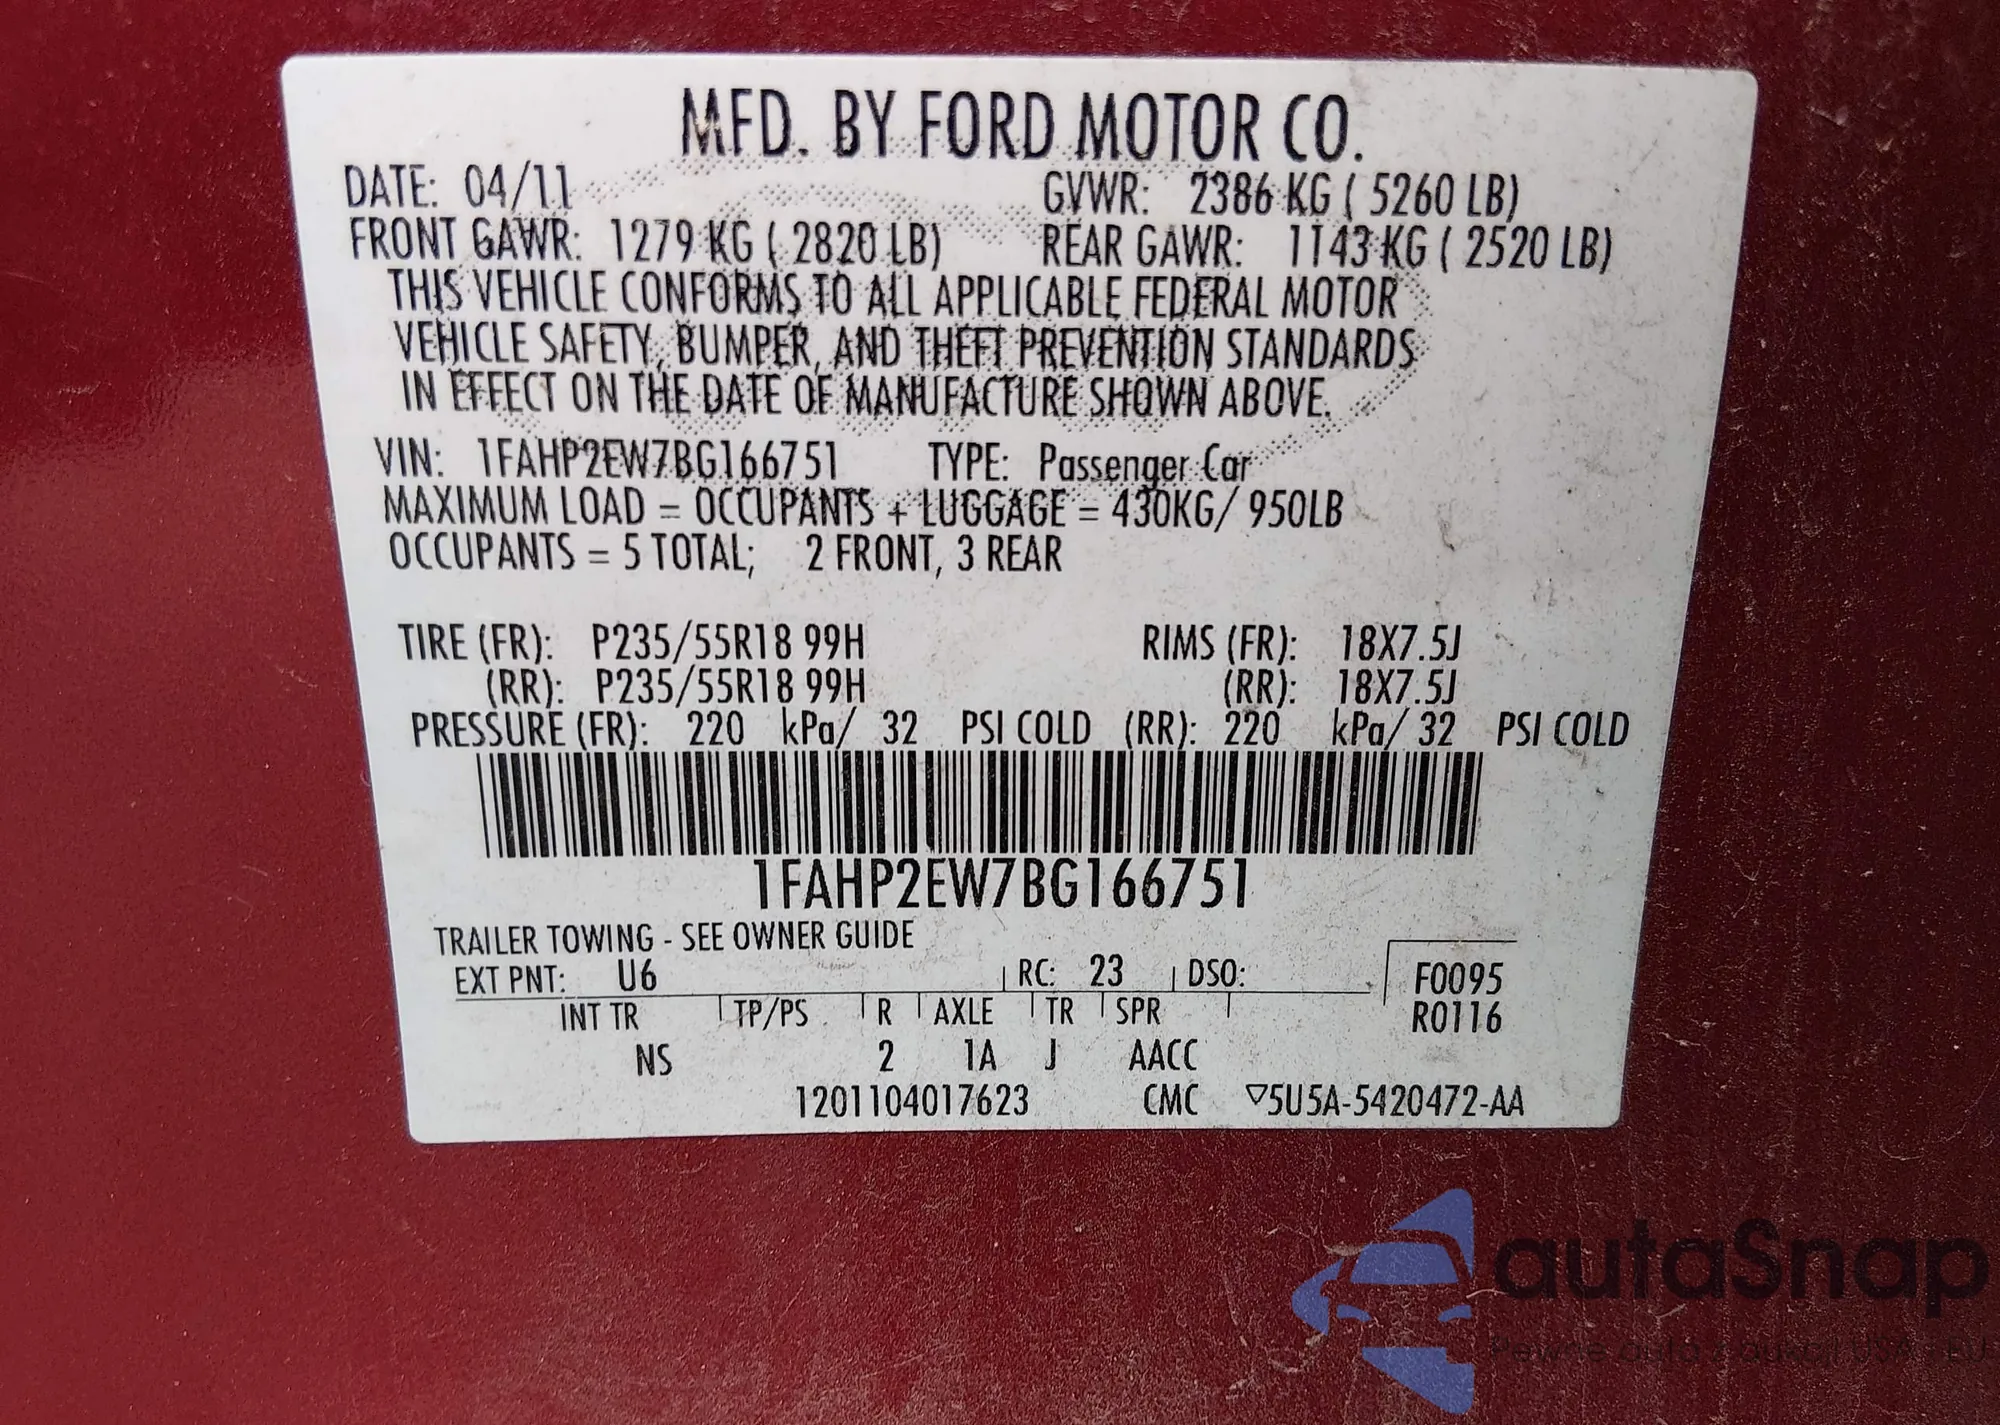 MFD. BY FORD MOTOR CO.
DATE: 04/11 GVWR: 2386 KG ( 5260 LB)
FRONT GAWR: 1279 KG ( 2820 LB) REAR GAWR: 1143 KG ( 2520 LB)
THIS VEHICLE CONFORMS TO ALL APPLICABLE FEDERAL MOTOR
VEHICLE SAFETY, BUMPER, AND THEFT PREVENTION STANDARDS
IN EFFECT ON THE DATE OF MANUFACTURE SHOWN ABOVE.
VIN: 1FAHP2EW7BG166751 TYPE: Passenger Car
MAXIMUM LOAD = OCCUPANTS + LUGGAGE = 430KG/ 950LB
OCCUPANTS = 5 TOTAL; 2 FRONT, 3 REAR
TIRE (FR): P235/55R18 99H RIMS (FR): 18X7.5J
(RR): P235/55R18 99H (RR): 18X7.5J
PRESSURE (FR): 220 kPa/ 32 PSI COLD (RR): 220 kPa/ 32 PSI COLD
1FAHP2EW7BG166751
TRAILER TOWING - SEE OWNER GUIDE
EXT PNT: U6 RC: 23 DSO: F0095
INT TR TP/PS R AXLE TR SPR R0116
NS 2 1A J AACC
1201104017623 CMC ▽5U5A-5420472-AA
autaSnap
Pewne auto z aukcji USA